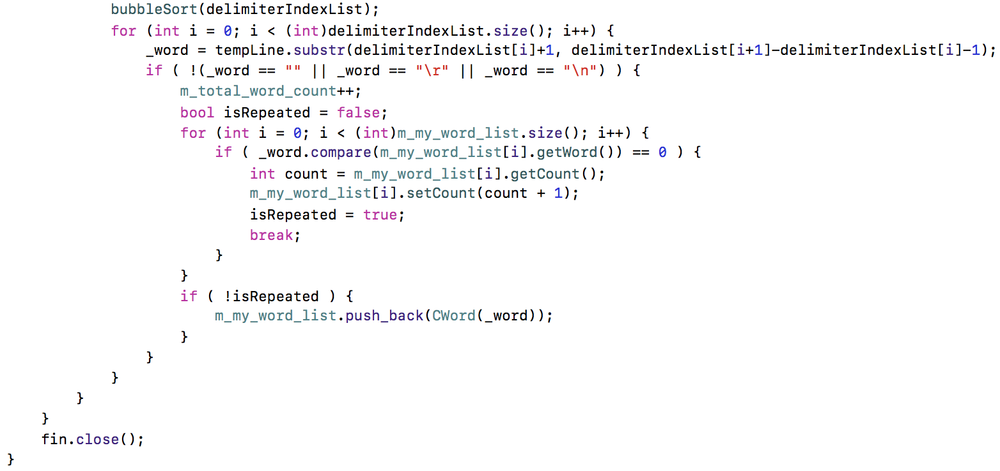 bubbleSort(delimiterIndexList);
for (int i = 0; i < (int)delimiterIndexList.size(); i++) {
_word = tempLine.substr(delimiterIndexList[i]+1, delimiterIndexList[i+1]-delimiterIndexList[i]-1);
if ( !(_word == "" || _word == "\r" || _word == "\n") ) {
m_total_word_count++;
bool isRepeated = false;
for (int i = 0; i < (int)m_my_word_list.size(); i++) {
if ( _word.compare(m_my_word_list[i].getWord()) == 0 ) {
int count = m_my_word_list[i].getCount();
m_my_word_list[i].setCount(count + 1);
isRepeated = true;
break;
}
}
if ( !isRepeated ) {
m_my_word_list.push_back(CWord(_word));
}
}
}
}
}
fin.close();
}